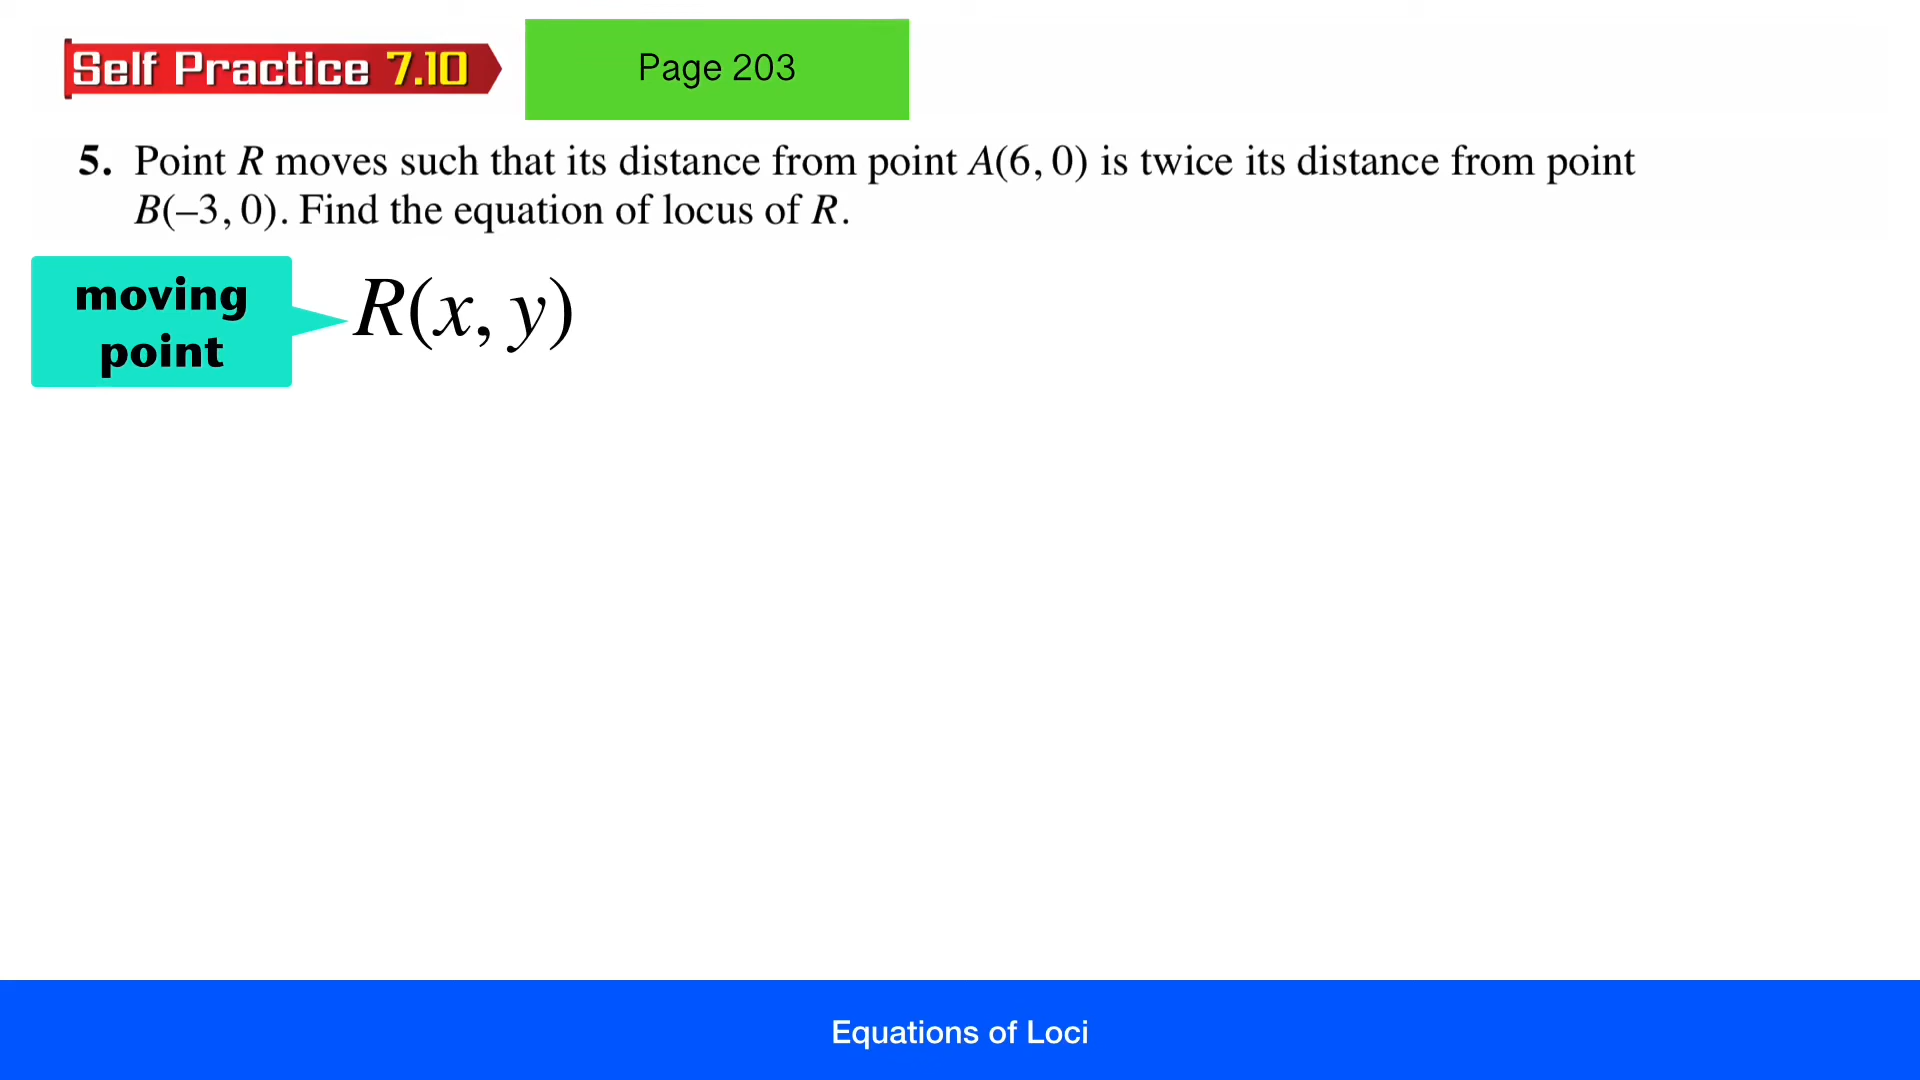 Self Practice 7.10
Page 203
5. Point R moves such that its distance from point A(6, 0) is twice its distance from point
B(–3, 0). Find the equation of locus of R.
moving
point
R(x, y)
Equations of Loci